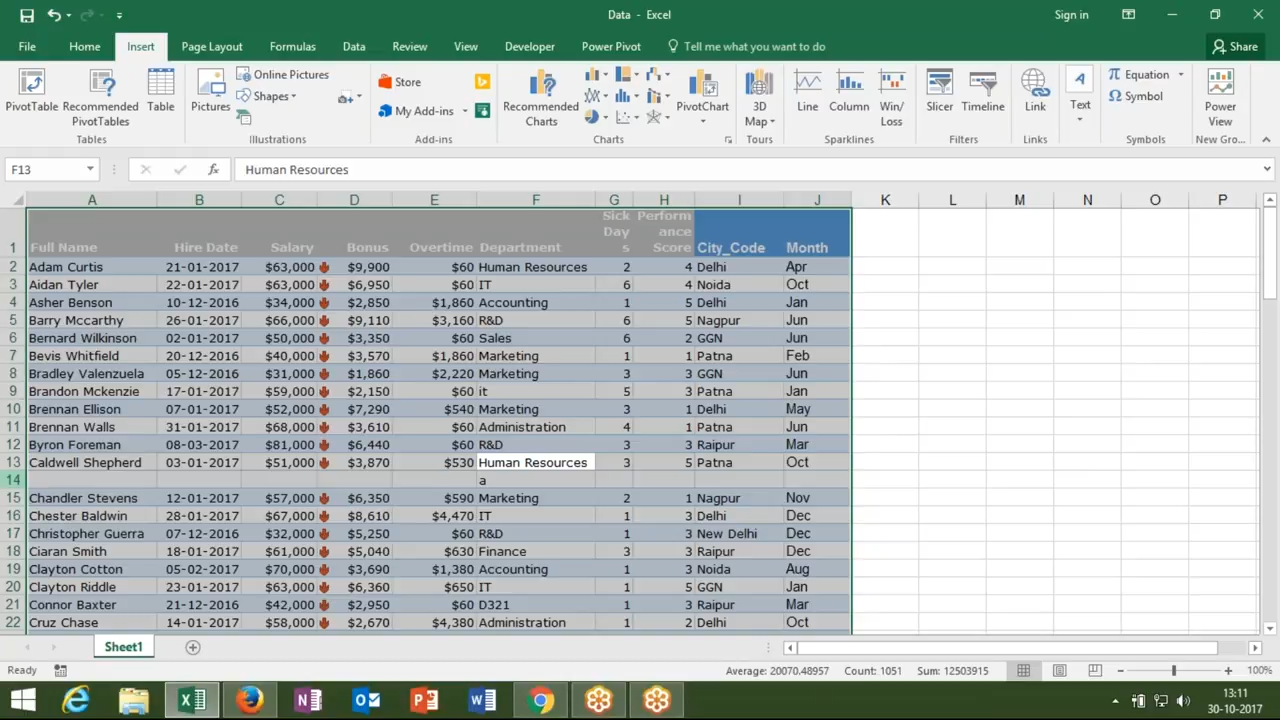 Data - Excel
Sign in
File Home Insert Page Layout Formulas Data Review View Developer Power Pivot Tell me what you want to do Share
PivotTable
Recommended PivotTables
Table
Tables
Pictures
Online Pictures
Shapes
Illustrations
Store
My Add-ins
Add-ins
Recommended Charts
PivotChart
Charts
3D Map
Tours
Line
Column
Win/Loss
Sparklines
Slicer
Timeline
Filters
Link
Links
Text
Equation
Symbol
Symbols
Power View
New Gro...
F13 fx Human Resources
A B C D E F G H I J K L M N O P
1 Full Name Hire Date Salary Bonus Overtime Department Sick Days Performance Score City_Code Month
2 Adam Curtis 21-01-2017 $63,000 $9,900 $60 Human Resources 2 4 Delhi Apr
3 Aidan Tyler 22-01-2017 $63,000 $6,950 $60 IT 6 4 Noida Oct
4 Asher Benson 10-12-2016 $34,000 $2,850 $1,860 Accounting 1 5 Delhi Jan
5 Barry Mccarthy 26-01-2017 $66,000 $9,110 $3,160 R&D 6 5 Nagpur Jun
6 Bernard Wilkinson 02-01-2017 $50,000 $3,350 $60 Sales 6 2 GGN Jun
7 Bevis Whitfield 20-12-2016 $40,000 $3,570 $1,860 Marketing 1 1 Patna Feb
8 Bradley Valenzuela 05-12-2016 $31,000 $1,860 $2,220 Marketing 3 3 GGN Jun
9 Brandon Mckenzie 17-01-2017 $59,000 $2,150 $60 it 5 3 Patna Jan
10 Brennan Ellison 07-01-2017 $52,000 $7,290 $540 Marketing 3 1 Delhi May
11 Brennan Walls 31-01-2017 $68,000 $3,610 $60 Administration 4 1 Patna Jun
12 Byron Foreman 08-03-2017 $81,000 $6,440 $60 R&D 3 3 Raipur Mar
13 Caldwell Shepherd 03-01-2017 $51,000 $3,870 $530 Human Resources 3 5 Patna Oct
14 a
15 Chandler Stevens 12-01-2017 $57,000 $6,350 $590 Marketing 2 1 Nagpur Nov
16 Chester Baldwin 28-01-2017 $67,000 $8,610 $4,470 IT 1 3 Delhi Dec
17 Christopher Guerra 07-12-2016 $32,000 $5,250 $60 R&D 1 3 New Delhi Dec
18 Ciaran Smith 18-01-2017 $61,000 $5,040 $630 Finance 3 3 Raipur Dec
19 Clayton Cotton 05-02-2017 $70,000 $3,690 $1,380 Accounting 1 3 Noida Aug
20 Clayton Riddle 23-01-2017 $63,000 $6,360 $650 IT 1 5 GGN Jan
21 Connor Baxter 21-12-2016 $42,000 $2,950 $60 D321 1 3 Raipur Mar
22 Cruz Chase 14-01-2017 $58,000 $2,670 $4,380 Administration 1 2 Delhi Oct
Sheet1
Ready Average: 20070.48957 Count: 1051 Sum: 12503915 100%
13:11
30-10-2017